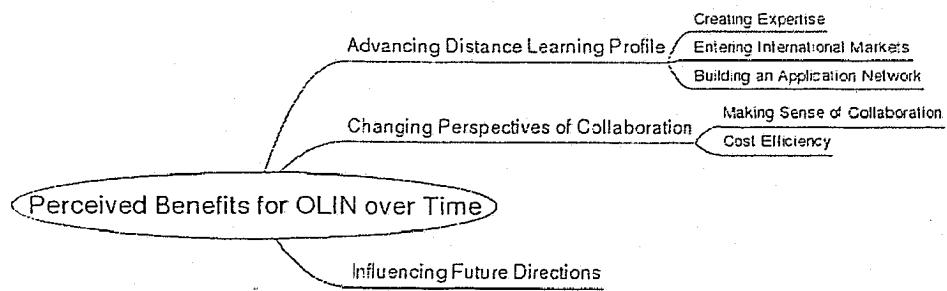 Creating Expertise
Advancing Distance Learning Profile
Entering International Markets
Building an Application Network
Making Sense of Collaboration
Changing Perspectives of Collaboration
Cost Efficiency
Perceived Benefits for OLIN over Time
Influencing Future Directions